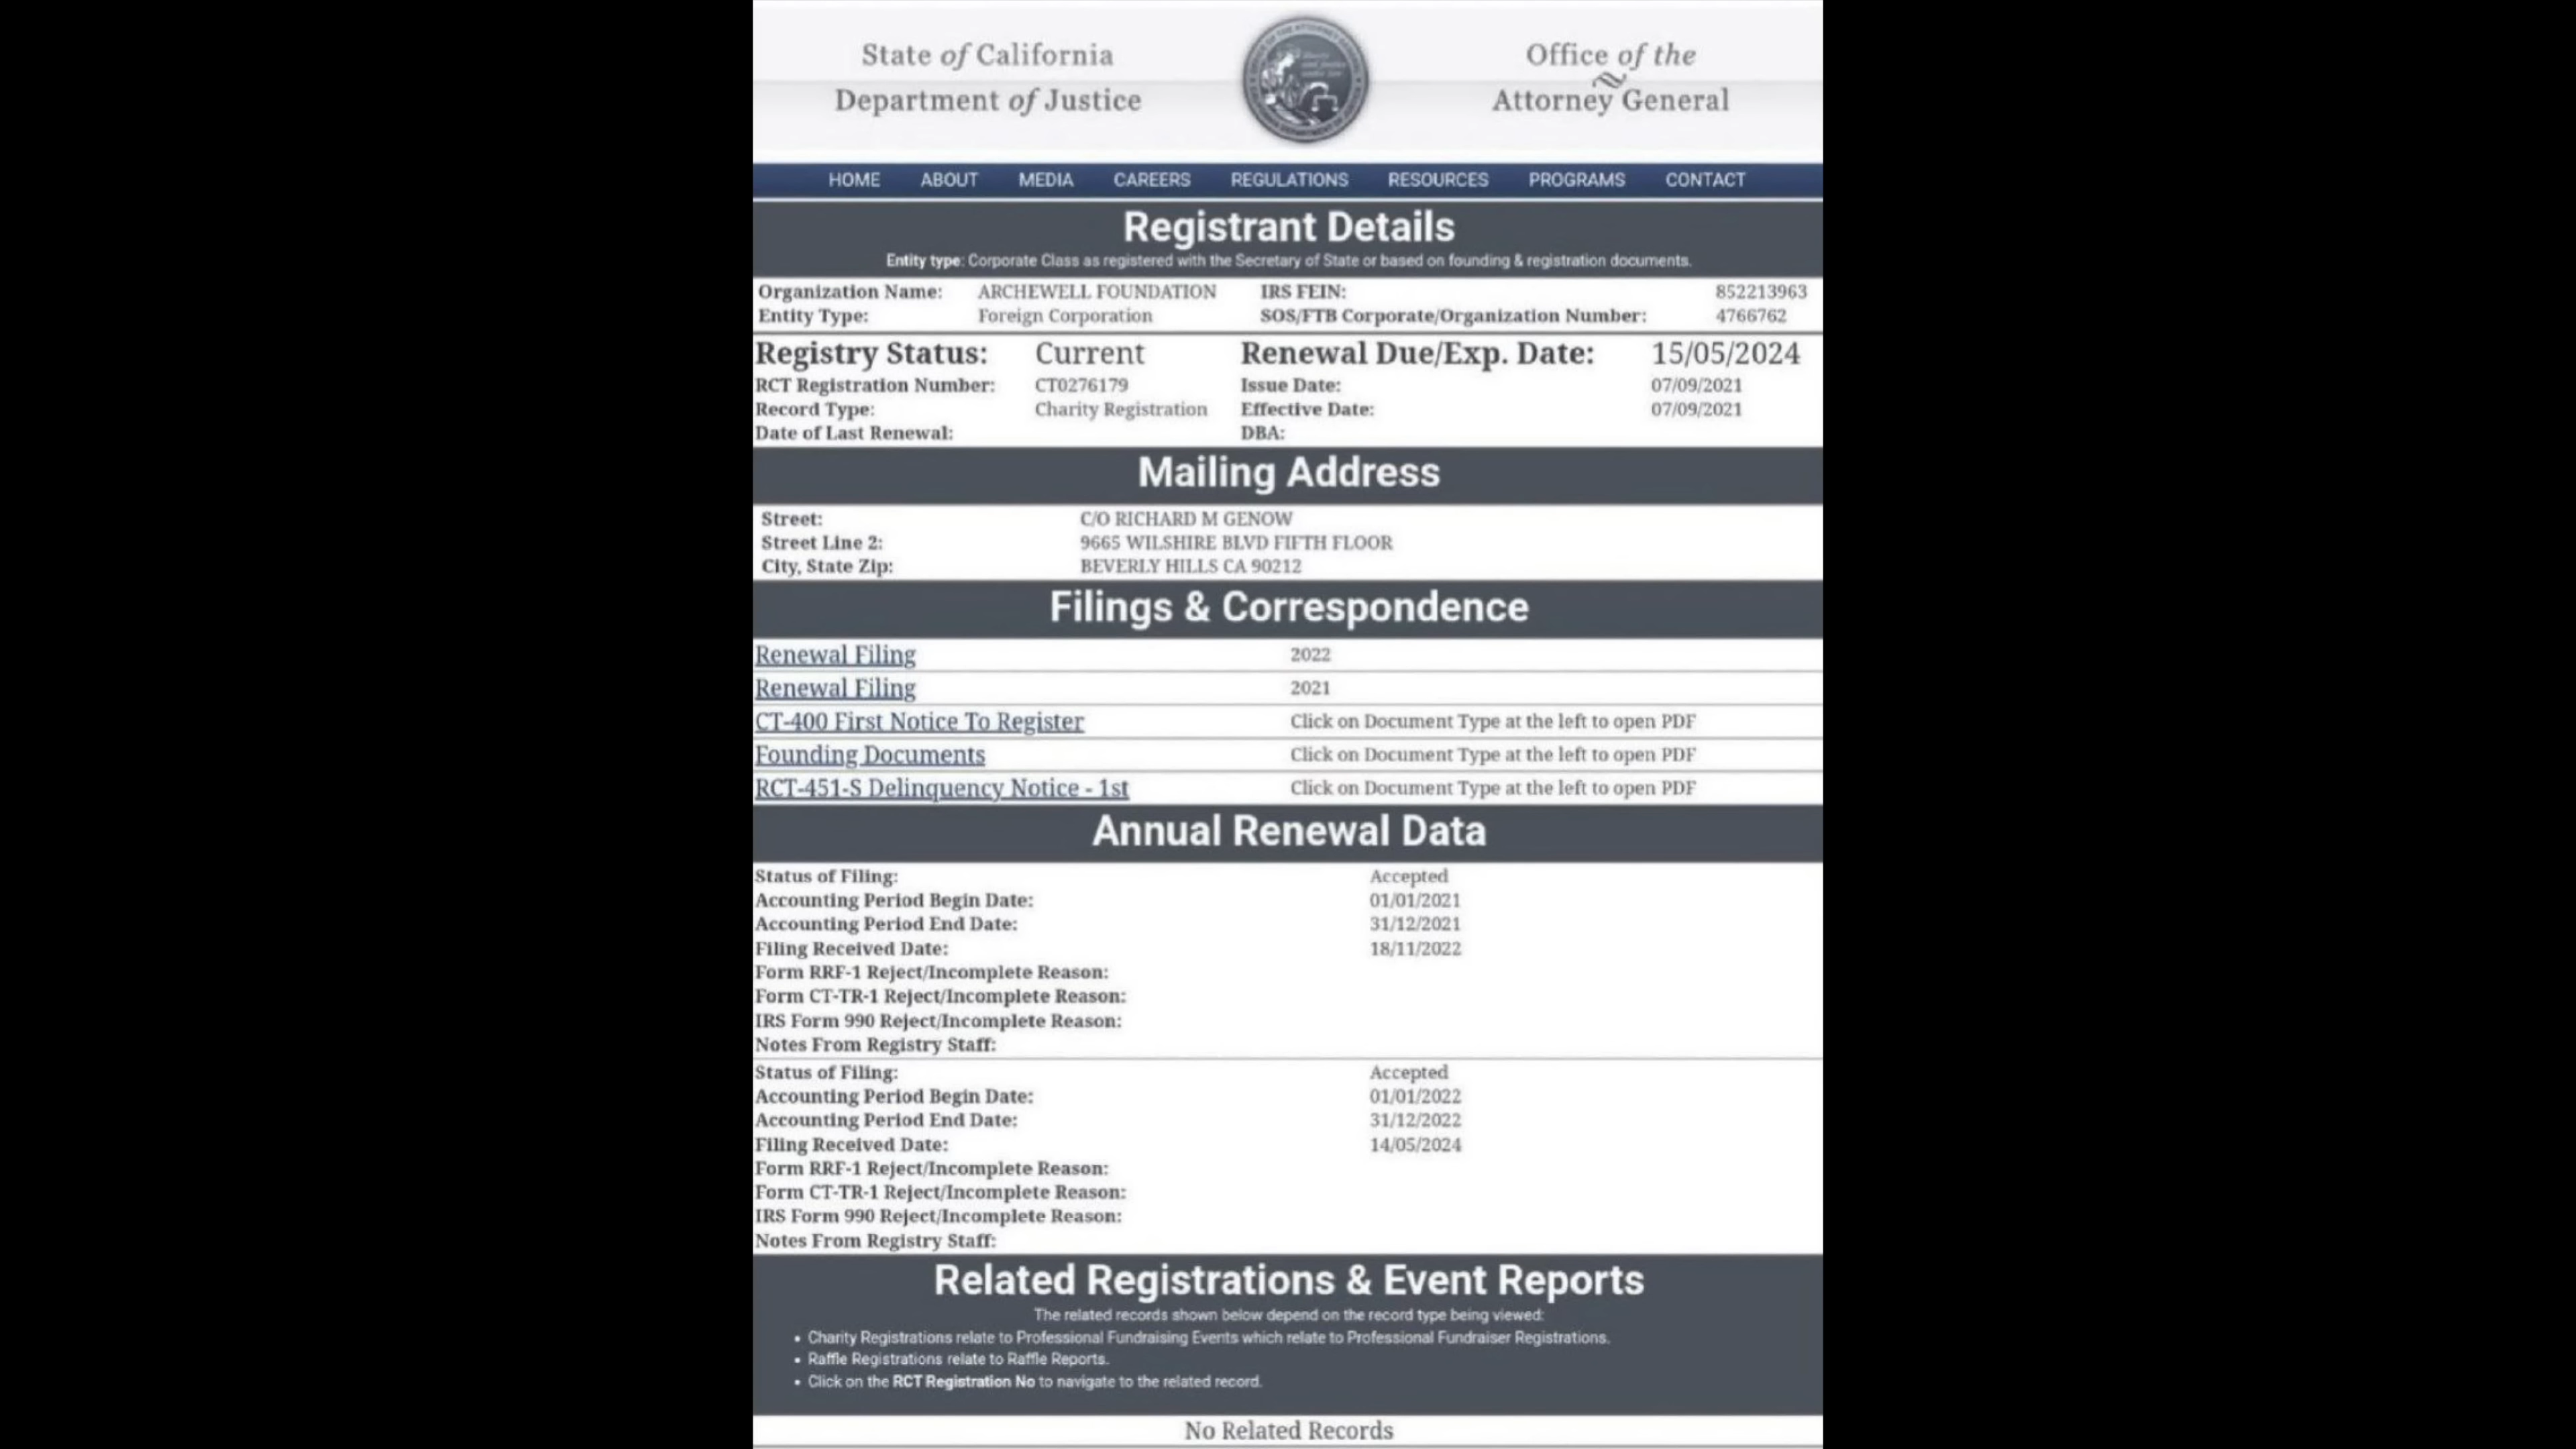 State of California
Department of Justice
Office of the
Attorney General
HOME ABOUT MEDIA CAREERS REGULATIONS RESOURCES PROGRAMS CONTACT
Registrant Details
Entity type: Corporate Class as registered with the Secretary of State or based on founding & registration documents.
Organization Name: ARCHEWELL FOUNDATION IRS FEIN: 852213963
Entity Type: Foreign Corporation SOS/FTB Corporate/Organization Number: 4766762
Registry Status: Current Renewal Due/Exp. Date: 15/05/2024
RCT Registration Number: CT0276179 Issue Date: 07/09/2021
Record Type: Charity Registration Effective Date: 07/09/2021
Date of Last Renewal: DBA:
Mailing Address
Street: C/O RICHARD M GENOW
Street Line 2: 9665 WILSHIRE BLVD FIFTH FLOOR
City, State Zip: BEVERLY HILLS CA 90212
Filings & Correspondence
Renewal Filing 2022
Renewal Filing 2021
CT-400 First Notice To Register Click on Document Type at the left to open PDF
Founding Documents Click on Document Type at the left to open PDF
RCT-451-S Delinquency Notice - 1st Click on Document Type at the left to open PDF
Annual Renewal Data
Status of Filing: Accepted
Accounting Period Begin Date: 01/01/2021
Accounting Period End Date: 31/12/2021
Filing Received Date: 18/11/2022
Form RRF-1 Reject/Incomplete Reason:
Form CT-TR-1 Reject/Incomplete Reason:
IRS Form 990 Reject/Incomplete Reason:
Notes From Registry Staff:
Status of Filing: Accepted
Accounting Period Begin Date: 01/01/2022
Accounting Period End Date: 31/12/2022
Filing Received Date: 14/05/2024
Form RRF-1 Reject/Incomplete Reason:
Form CT-TR-1 Reject/Incomplete Reason:
IRS Form 990 Reject/Incomplete Reason:
Notes From Registry Staff:
Related Registrations & Event Reports
The related records shown below depend on the record type being viewed:
• Charity Registrations relate to Professional Fundraising Events which relate to Professional Fundraiser Registrations.
• Raffle Registrations relate to Raffle Reports.
• Click on the RCT Registration No to navigate to the related record.
No Related Records